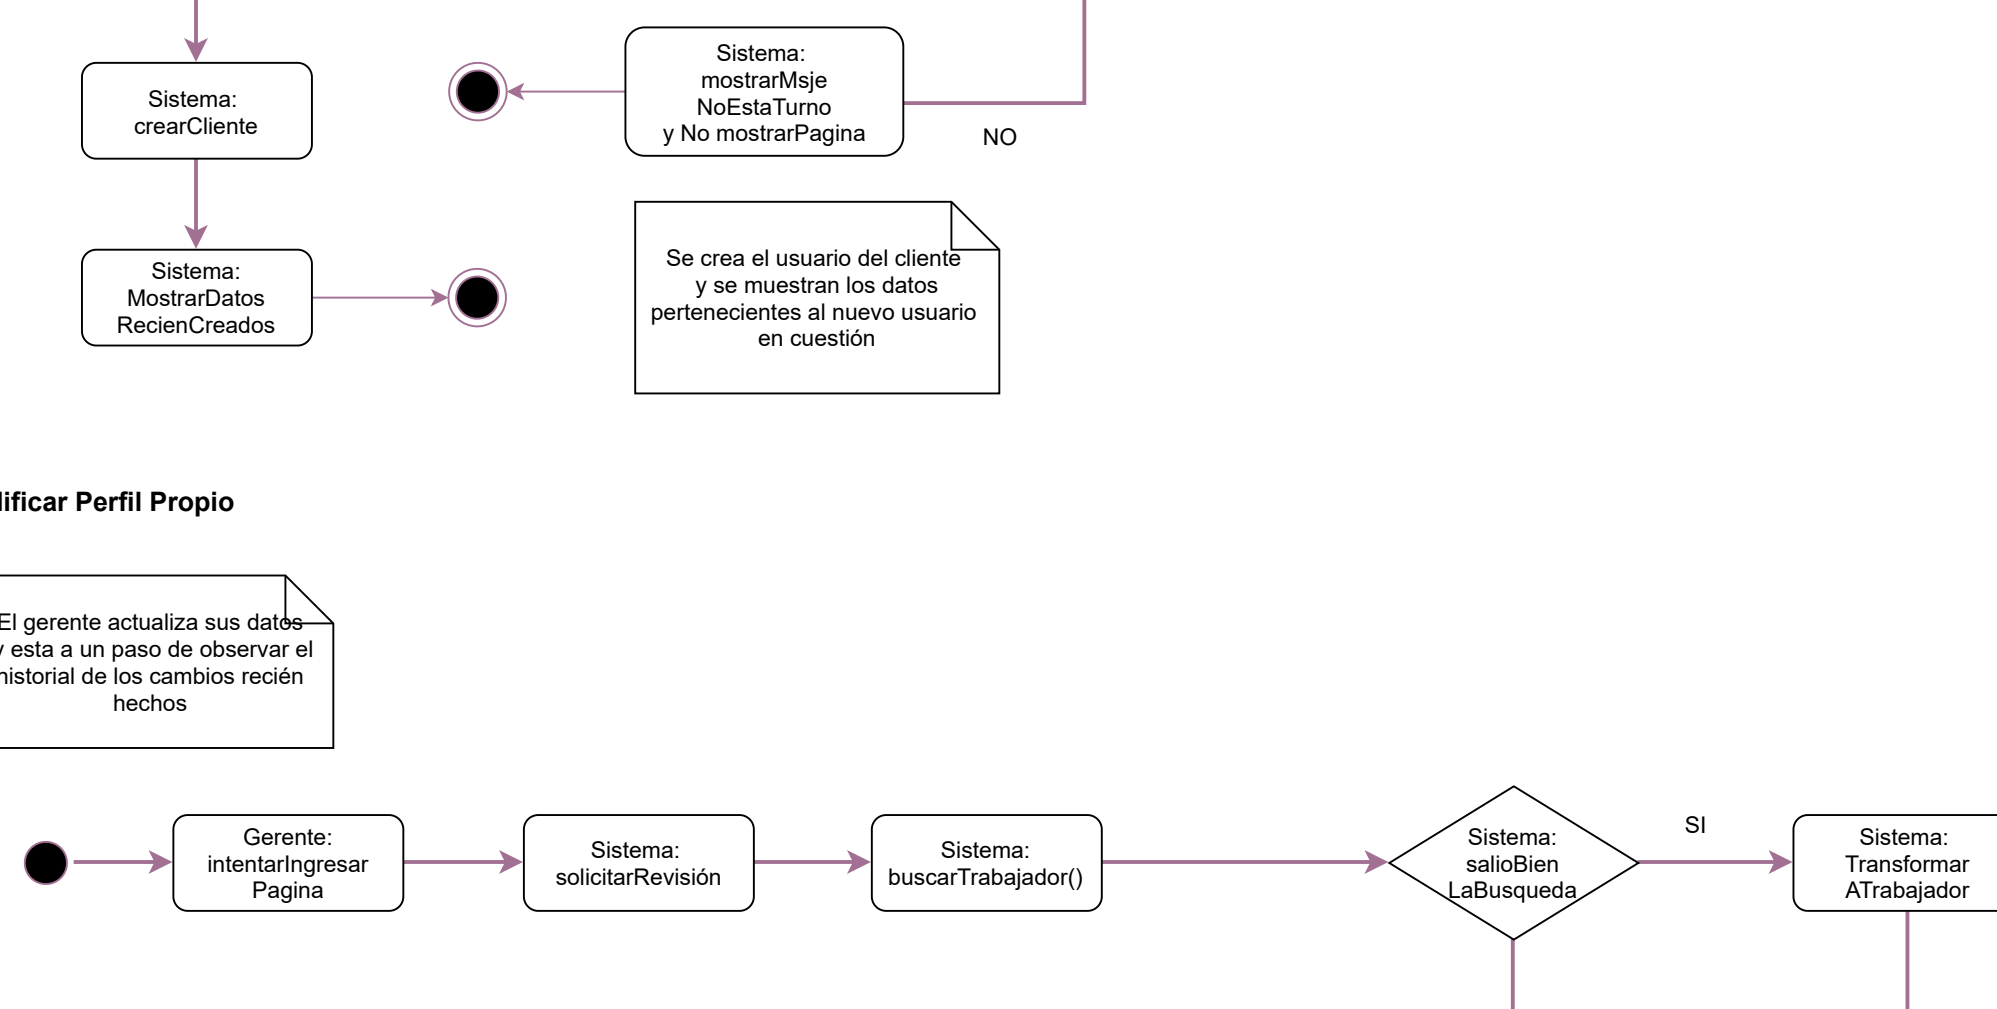 Sistema:
crearCliente
Sistema:
mostrarMsje
NoEstaTurno
y No mostrarPagina
NO
Sistema:
MostrarDatos
RecienCreados
Se crea el usuario del cliente
y se muestran los datos
pertenecientes al nuevo usuario
en cuestión
Perfil Propio
El gerente actualiza sus datos
y esta a un paso de observar el
historial de los cambios recién
hechos
Gerente:
intentarIngresar
Pagina
Sistema:
solicitarRevisión
Sistema:
buscarTrabajador()
Sistema:
salioBien
LaBusqueda
SI
Sistema:
Transformar
ATrabajador